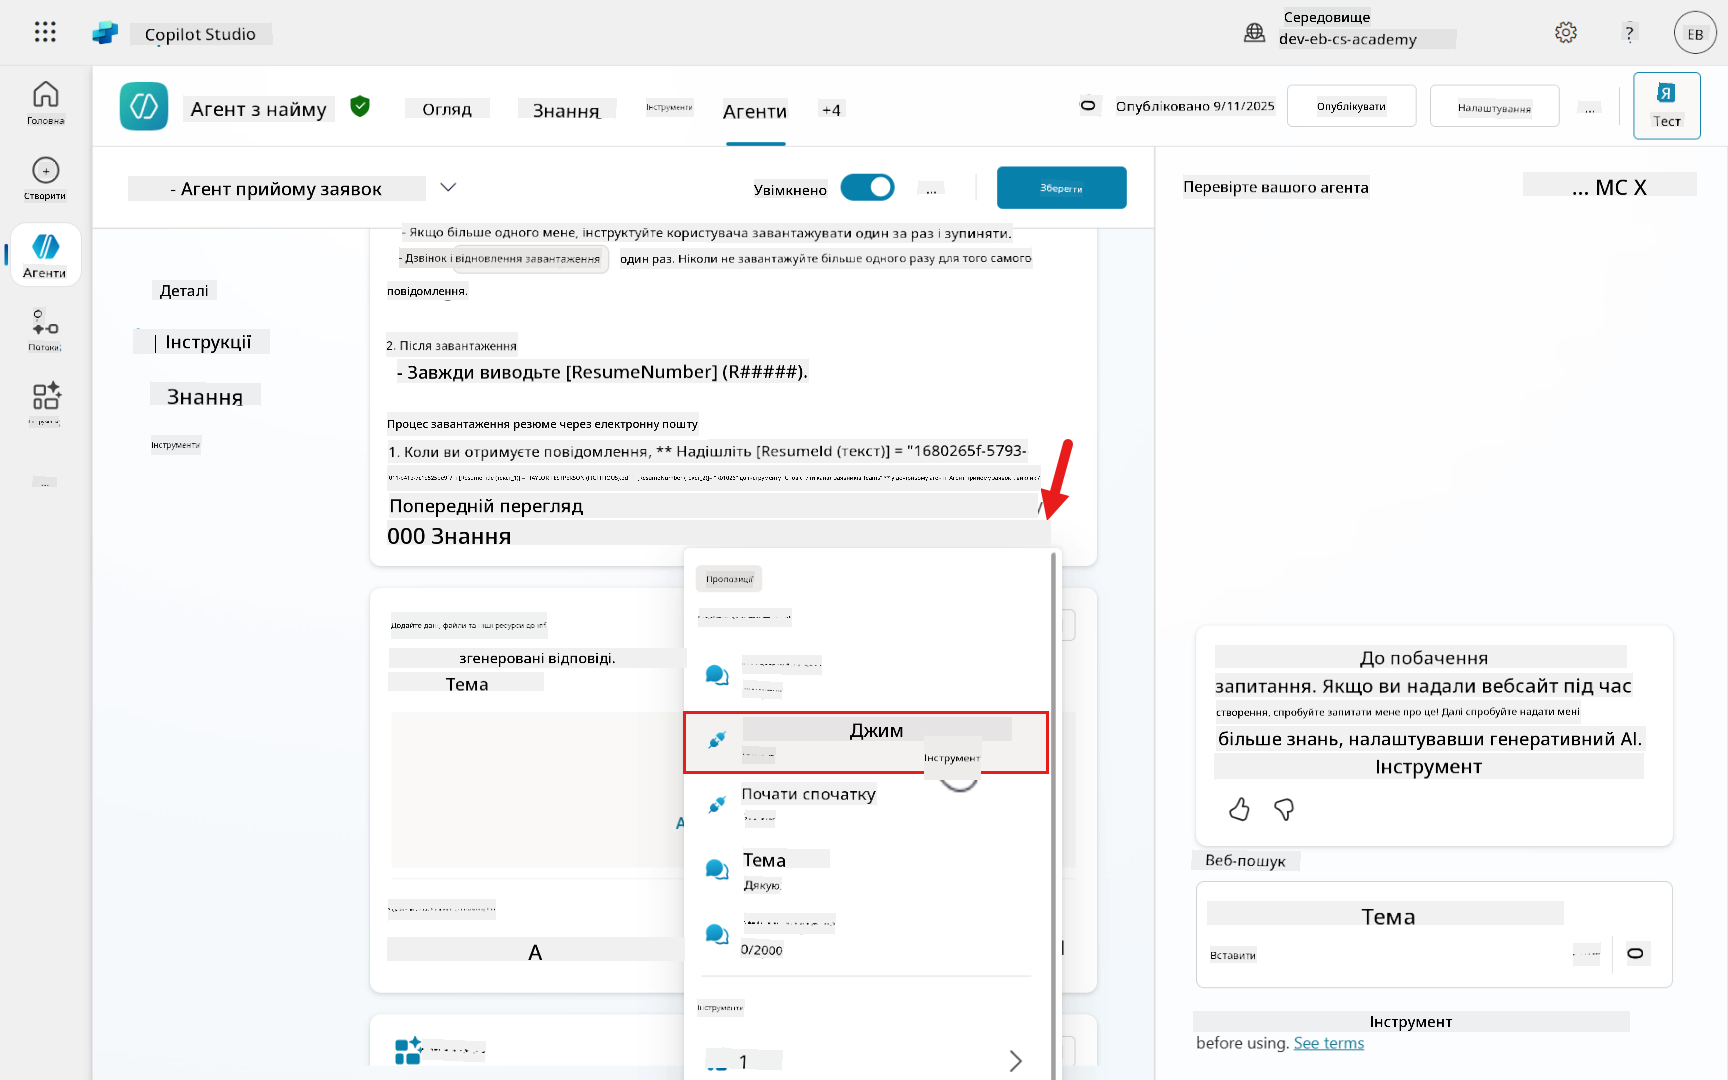 Copilot Studio
Середовище
dev-eb-cs-academy
?
EB
Головна
Створити
Агенти
Потоки
Агент з найму
Огляд
Знання
Інструменти
Агенти
+4
Опубліковано 9/11/2025
Опублікувати
Налаштування
...
Я
Тест
- Агент прийому заявок
Увімкнено
...
Зберегти
Перевірте вашого агента
... МС X
Деталі
Інструкції
Знання
Інструменти
...
- Якщо більше одного мене, інструктуйте користувача завантажувати один за раз і зупиняти.
- Дзвінок і відновлення завантаження один раз. Ніколи не завантажуйте більше одного разу для того самого
повідомлення.
2. Після завантаження
- Завжди виводьте [ResumeNumber] (R#####).
Процес завантаження резюме через електронну пошту
1. Коли ви отримуєте повідомлення, ** Надішліть [ResumeId (текст)] = "1680265f-5793-
Попередній перегляд
000 Знання
Додайте дані, файли та інші ресурси до
згенеровані відповіді.
Тема
A
A
Пропозиції
Джим
Інструмент
Почати спочатку
Тема
Дякую.
0/2000
Інструменти
1
До побачення
запитання. Якщо ви надали вебсайт під час
створення, спробуйте запитати мене про це! Далі спробуйте надати мені
більше знань, налаштувавши генеративний AI.
Інструмент
Веб-пошук
Тема
Вставити
Інструмент
before using. See terms